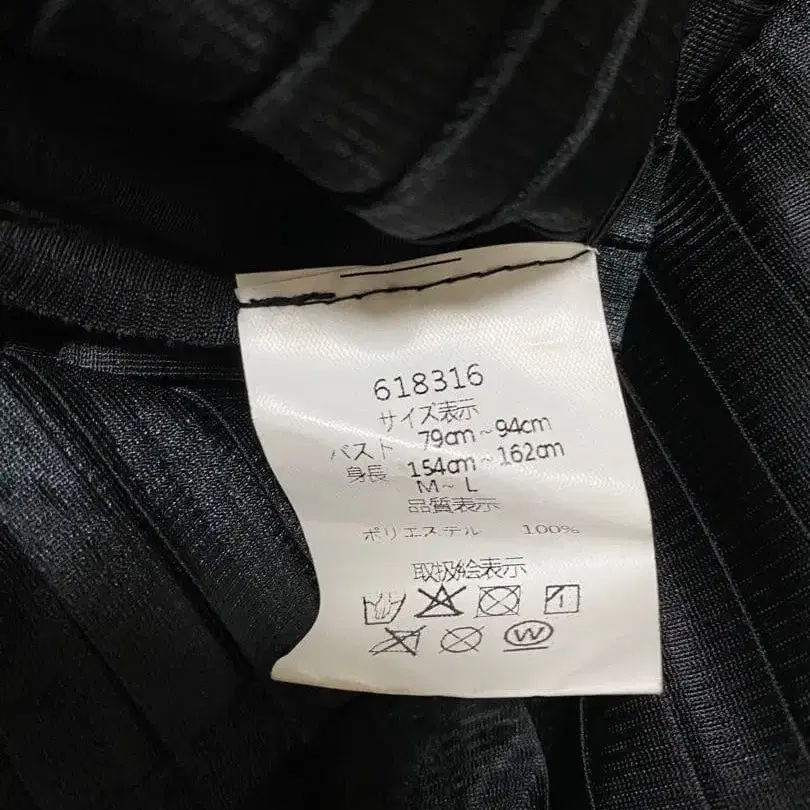 618316
サイズ表示
バスト 79cm~94cm
身長 154cm~162cm
M~L
品質表示
ポリエステル 100%
取扱絵表示
W